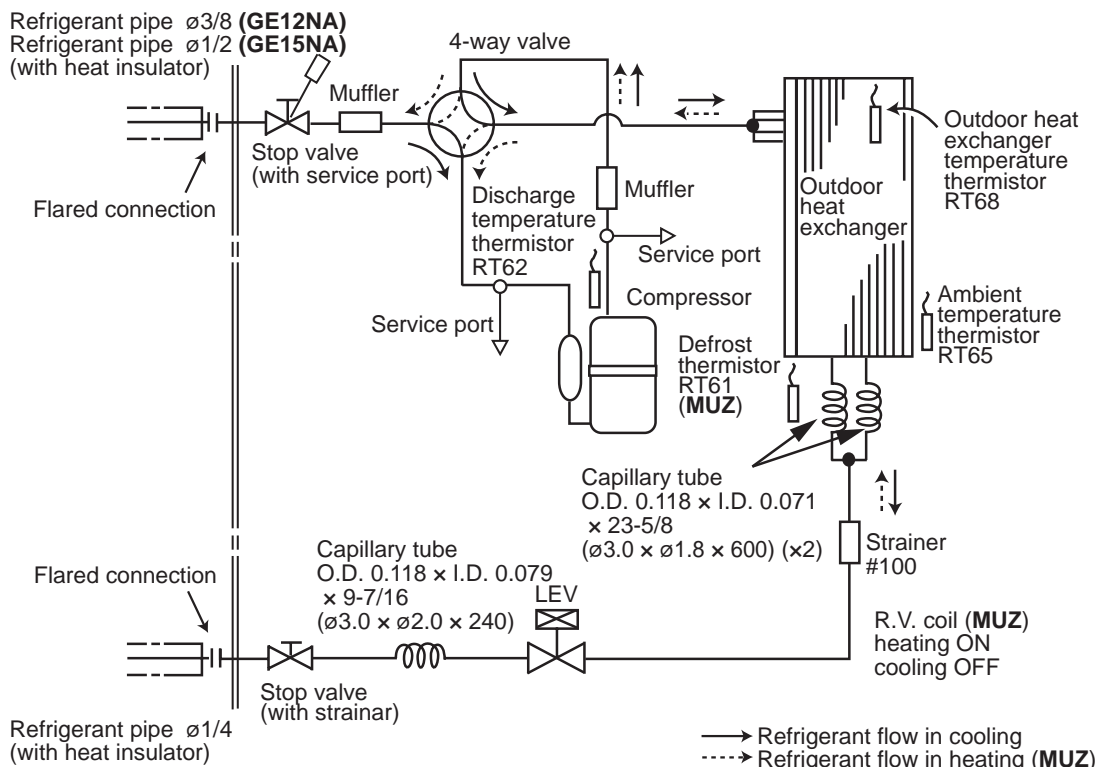 Refrigerant pipe ø3/8 (GE12NA)
Refrigerant pipe ø1/2 (GE15NA)
(with heat insulator)
4-way valve
Muffler
Stop valve
(with service port)
Flared connection
Discharge
temperature
thermistor
RT62
Muffler
Service port
Service port
Compressor
Outdoor
heat
exchanger
Outdoor heat
exchanger
temperature
thermistor
RT68
Ambient
temperature
thermistor
RT65
Defrost
thermistor
RT61
(MUZ)
Capillary tube
O.D. 0.118 × I.D. 0.071
× 23-5/8
(ø3.0 × ø1.8 × 600) (×2)
Strainer
#100
Capillary tube
O.D. 0.118 × I.D. 0.079
× 9-7/16
(ø3.0 × ø2.0 × 240)
LEV
Flared connection
R.V. coil (MUZ)
heating ON
cooling OFF
Stop valve
(with strainar)
Refrigerant pipe ø1/4
(with heat insulator)
Refrigerant flow in cooling
Refrigerant flow in heating (MUZ)